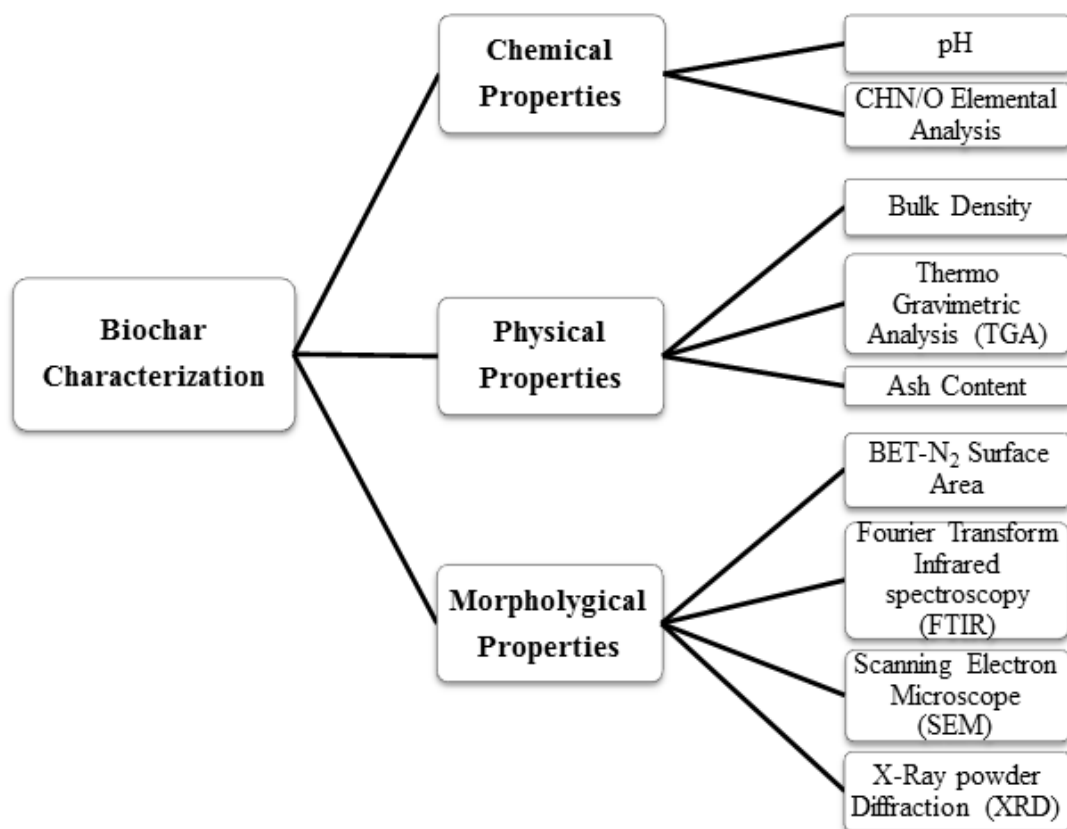 Biochar
Characterization
Chemical
Properties
pH
CHN/O Elemental
Analysis
Physical
Properties
Bulk Density
Thermo
Gravimetric
Analysis (TGA)
Ash Content
Morpholygical
Properties
BET-N₂ Surface
Area
Fourier Transform
Infrared
spectroscopy
(FTIR)
Scanning Electron
Microscope
(SEM)
X-Ray powder
Diffraction (XRD)